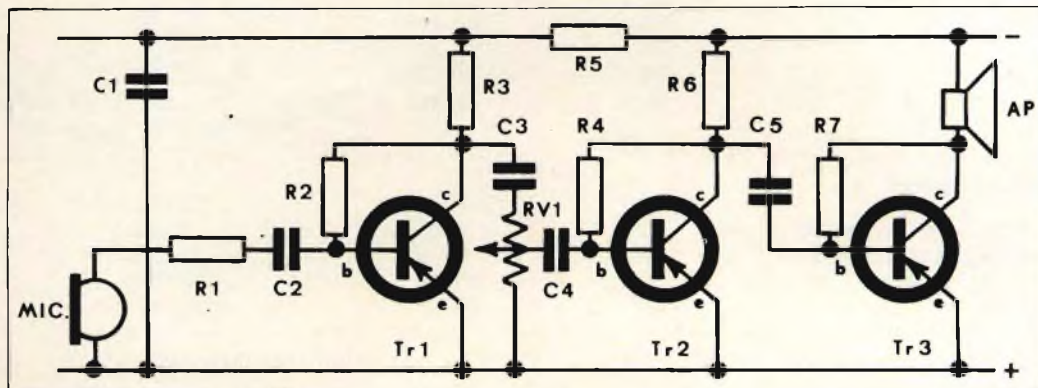 -
C1
R3
R5
R6
AP
C3
R4
C5
R7
R2
RV1
c
c
c
b
b
b
R1
C2
C4
e
e
e
MIC.
Tr1
Tr2
Tr3
+